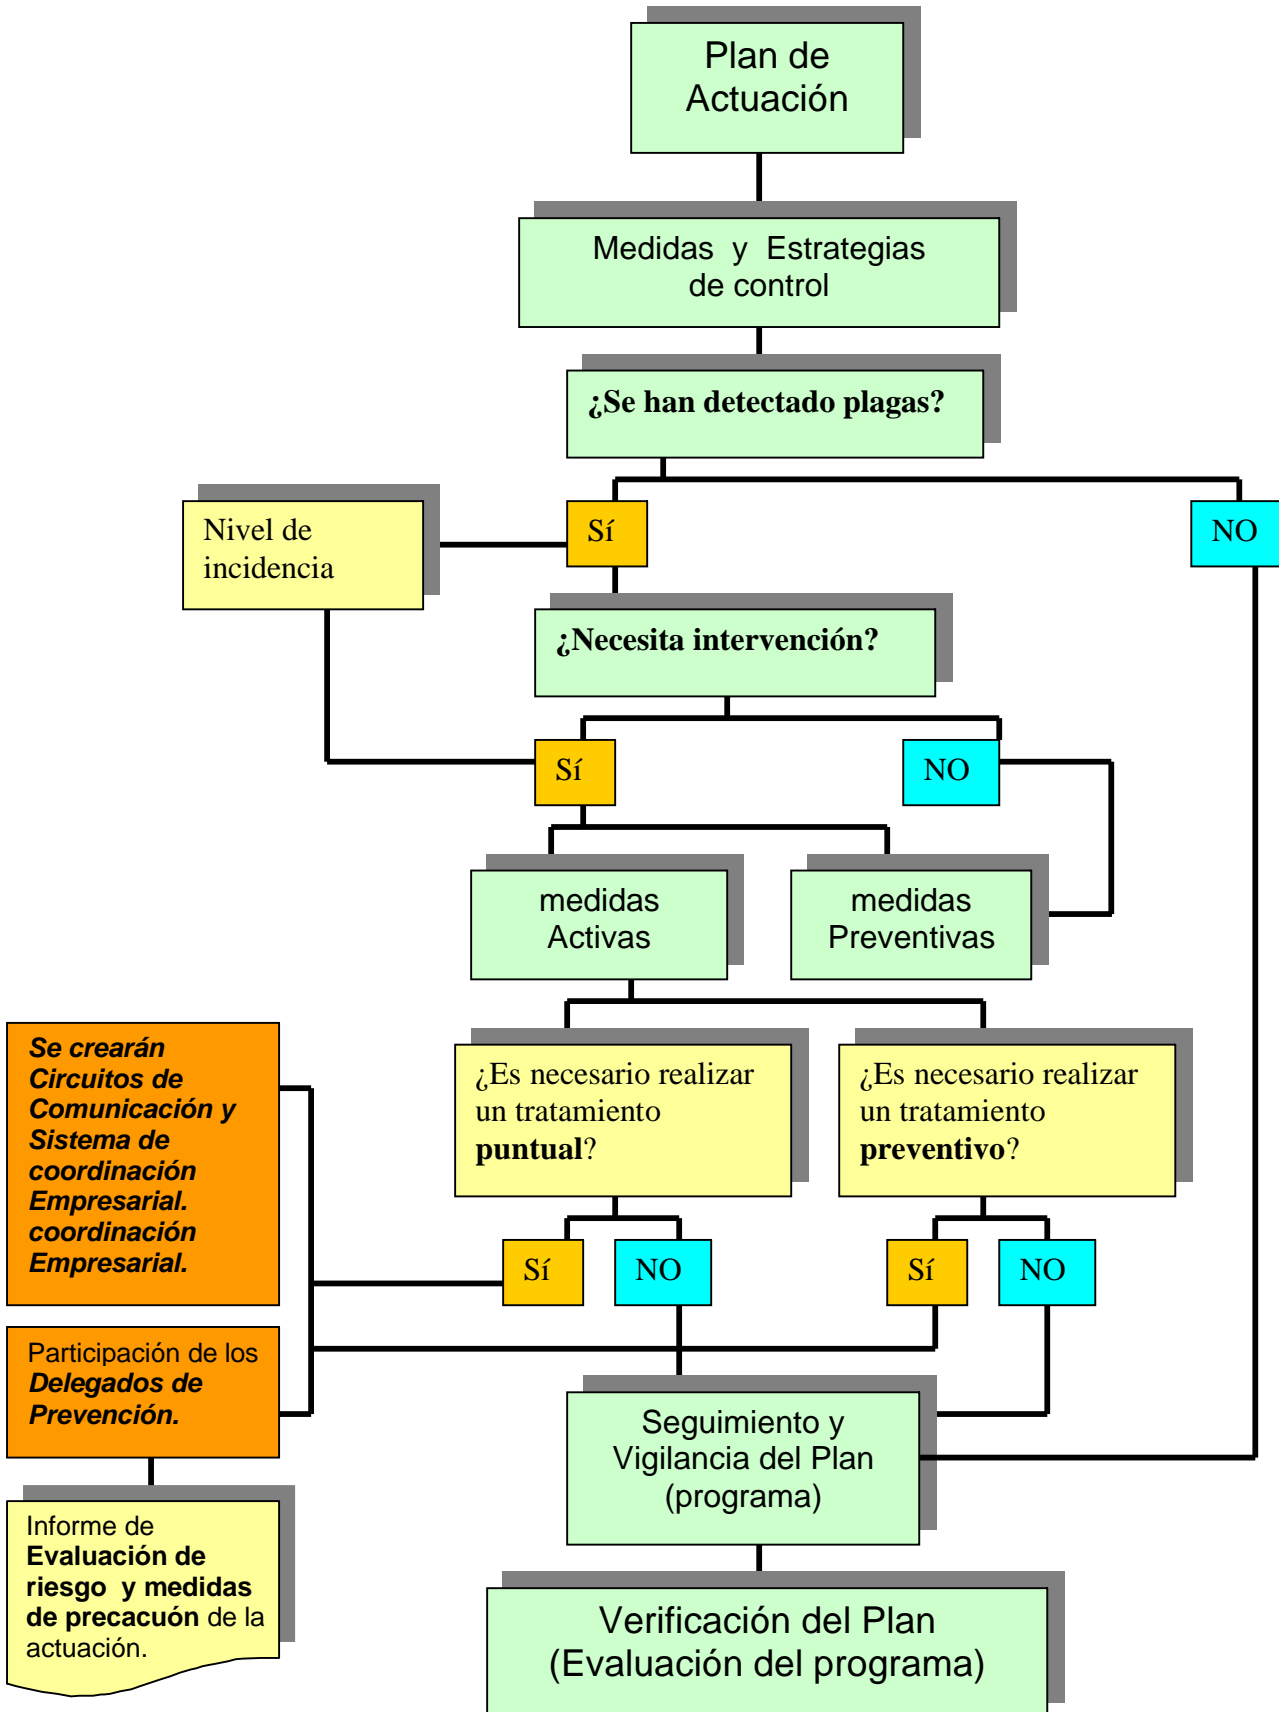 Plan de
Actuación
Medidas y Estrategias
de control
¿Se han detectado plagas?
Nivel de
incidencia
Sí
NO
¿Necesita intervención?
Sí
NO
medidas
Activas
medidas
Preventivas
Se crearán
Circuitos de
Comunicación y
Sistema de
coordinación
Empresarial.
coordinación
Empresarial.
¿Es necesario realizar
un tratamiento
puntual?
¿Es necesario realizar
un tratamiento
preventivo?
Sí
NO
Sí
NO
Participación de los
Delegados de
Prevención.
Seguimiento y
Vigilancia del Plan
(programa)
Informe de
Evaluación de
riesgo y medidas
de precacuón de la
actuación.
Verificación del Plan
(Evaluación del programa)